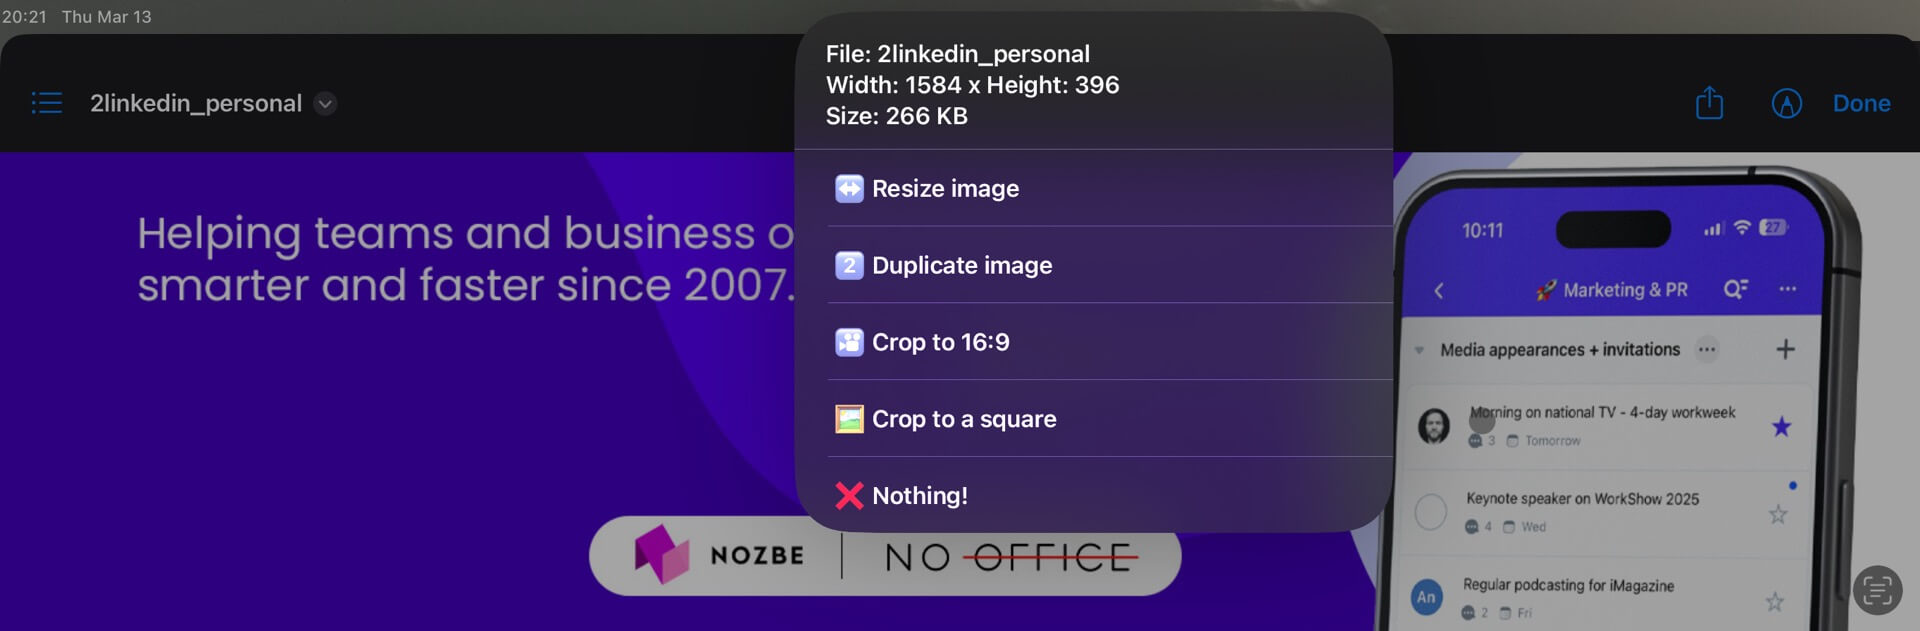 20:21 Thu Mar 13
2linkedin_personal
Done
File: 2linkedin_personal
Width: 1584 x Height: 396
Size: 266 KB
Resize image
2 Duplicate image
Crop to 16:9
Crop to a square
Nothing!
Helping teams and business o
smarter and faster since 2007.
NOZBE
NO OFFICE
10:11
27
🚀 Marketing & PR
Media appearances + invitations
Morning on national TV - 4-day workweek
3 Tomorrow
Keynote speaker on WorkShow 2025
4 Wed
An
Regular podcasting for iMagazine
2 Fri